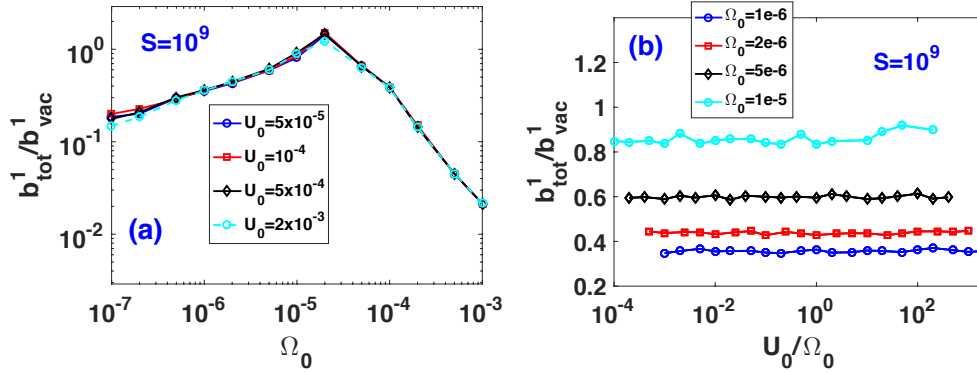 S=10^9
10^0
10^-1
10^-2
b^1_tot/b^1_vac
U_0=5x10^-5
U_0=10^-4
U_0=5x10^-4
U_0=2x10^-3
(a)
10^-7 10^-6 10^-5 10^-4 10^-3
Ω_0
(b)
Ω_0=1e-6
Ω_0=2e-6
Ω_0=5e-6
Ω_0=1e-5
S=10^9
1.2
1
0.8
0.6
0.4
0.2
b^1_tot/b^1_vac
10^-4 10^-2 10^0 10^2
U_0/Ω_0